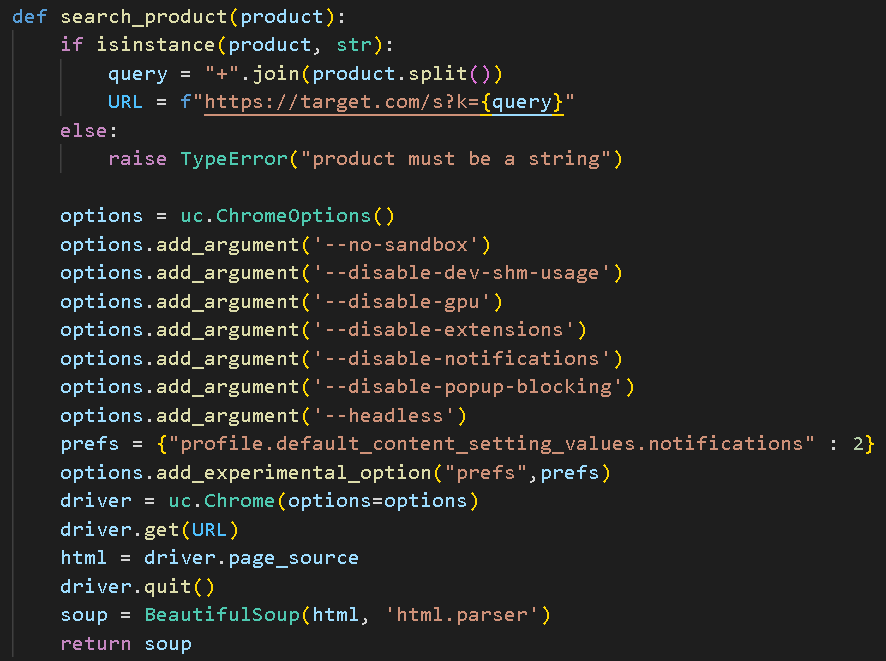 def search_product(product):
    if isinstance(product, str):
        query = "+".join(product.split())
        URL = f"https://target.com/s?k={query}"
    else:
        raise TypeError("product must be a string")

    options = uc.ChromeOptions()
    options.add_argument('--no-sandbox')
    options.add_argument('--disable-dev-shm-usage')
    options.add_argument('--disable-gpu')
    options.add_argument('--disable-extensions')
    options.add_argument('--disable-notifications')
    options.add_argument('--disable-popup-blocking')
    options.add_argument('--headless')
    prefs = {"profile.default_content_setting_values.notifications" : 2}
    options.add_experimental_option("prefs",prefs)
    driver = uc.Chrome(options=options)
    driver.get(URL)
    html = driver.page_source
    driver.quit()
    soup = BeautifulSoup(html, 'html.parser')
    return soup